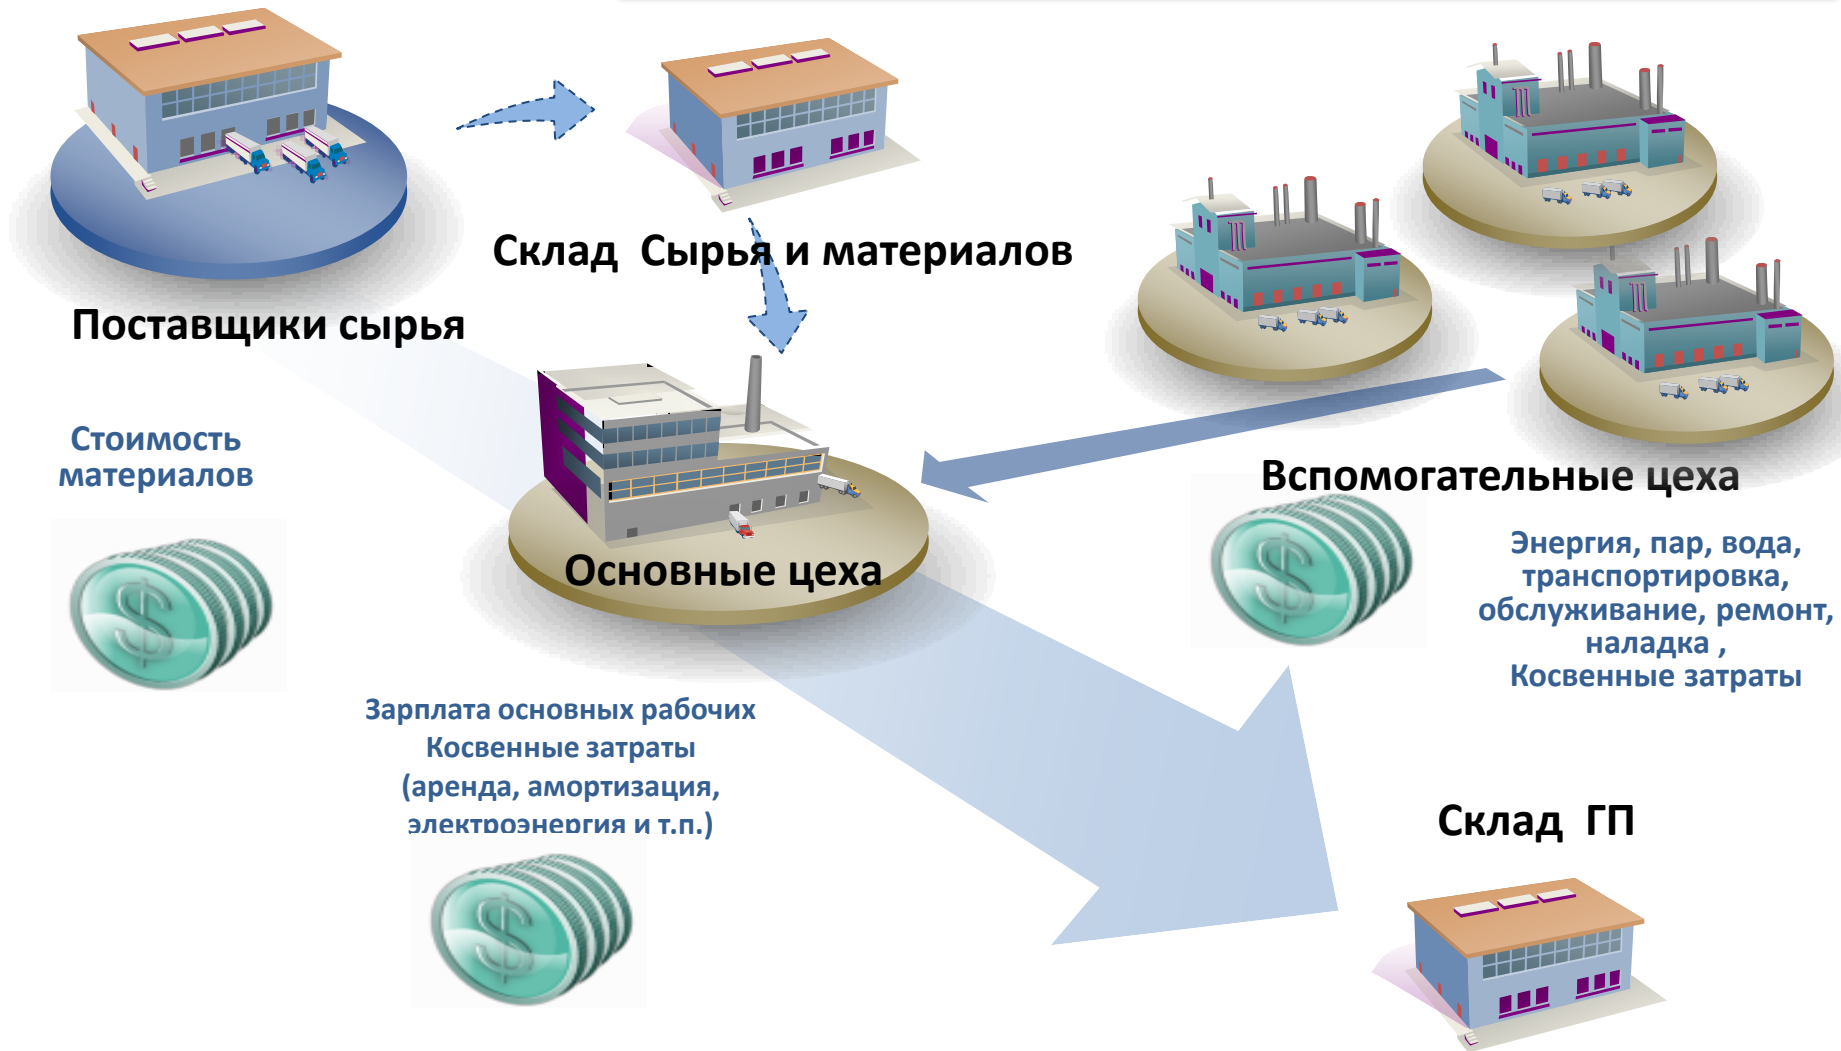 Склад Сырья и материалов
Поставщики сырья
Стоимость
материалов
Вспомогательные цеха
Энергия, пар, вода,
транспортировка,
обслуживание, ремонт,
наладка ,
Косвенные затраты
Основные цеха
Зарплата основных рабочих
Косвенные затраты
(аренда, амортизация,
электроэнергия и т.п.)
Склад ГП